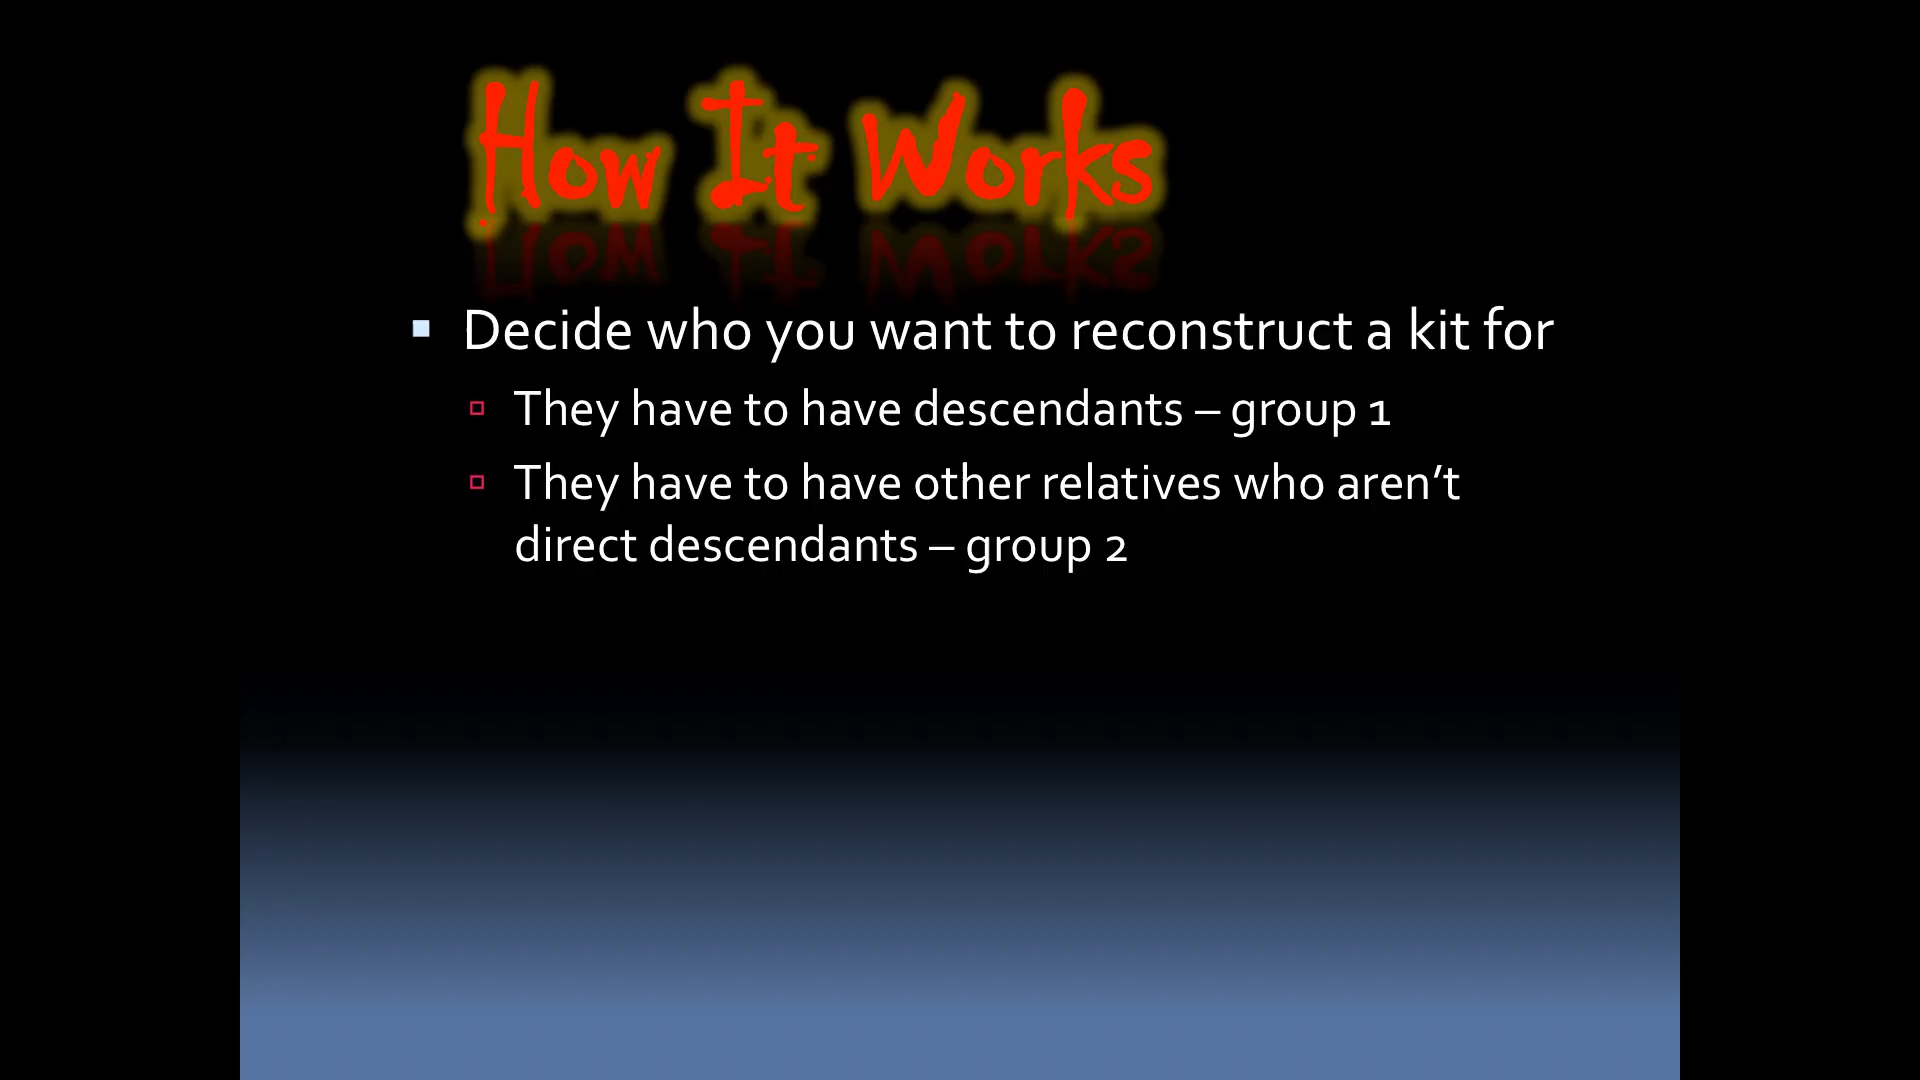 How It Works
Decide who you want to reconstruct a kit for
They have to have descendants – group 1
They have to have other relatives who aren’t
direct descendants – group 2